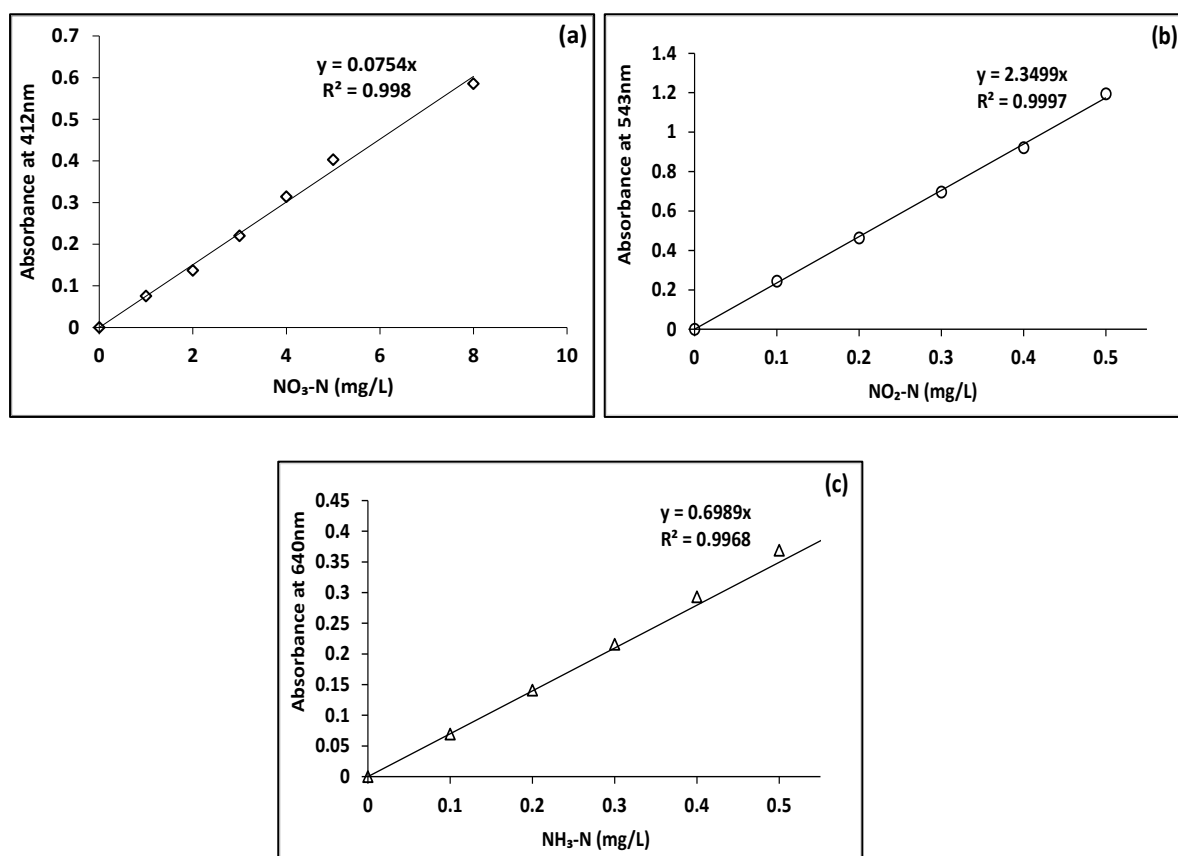 (a)
y = 0.0754x
R² = 0.998
Absorbance at 412nm
0.7
0.6
0.5
0.4
0.3
0.2
0.1
0
0 2 4 6 8 10
NO₃-N (mg/L)
(b)
y = 2.3499x
R² = 0.9997
Absorbance at 543nm
1.4
1.2
1
0.8
0.6
0.4
0.2
0
0 0.1 0.2 0.3 0.4 0.5
NO₂-N (mg/L)
(c)
y = 0.6989x
R² = 0.9968
Absorbance at 640nm
0.45
0.4
0.35
0.3
0.25
0.2
0.15
0.1
0.05
0
0 0.1 0.2 0.3 0.4 0.5
NH₃-N (mg/L)